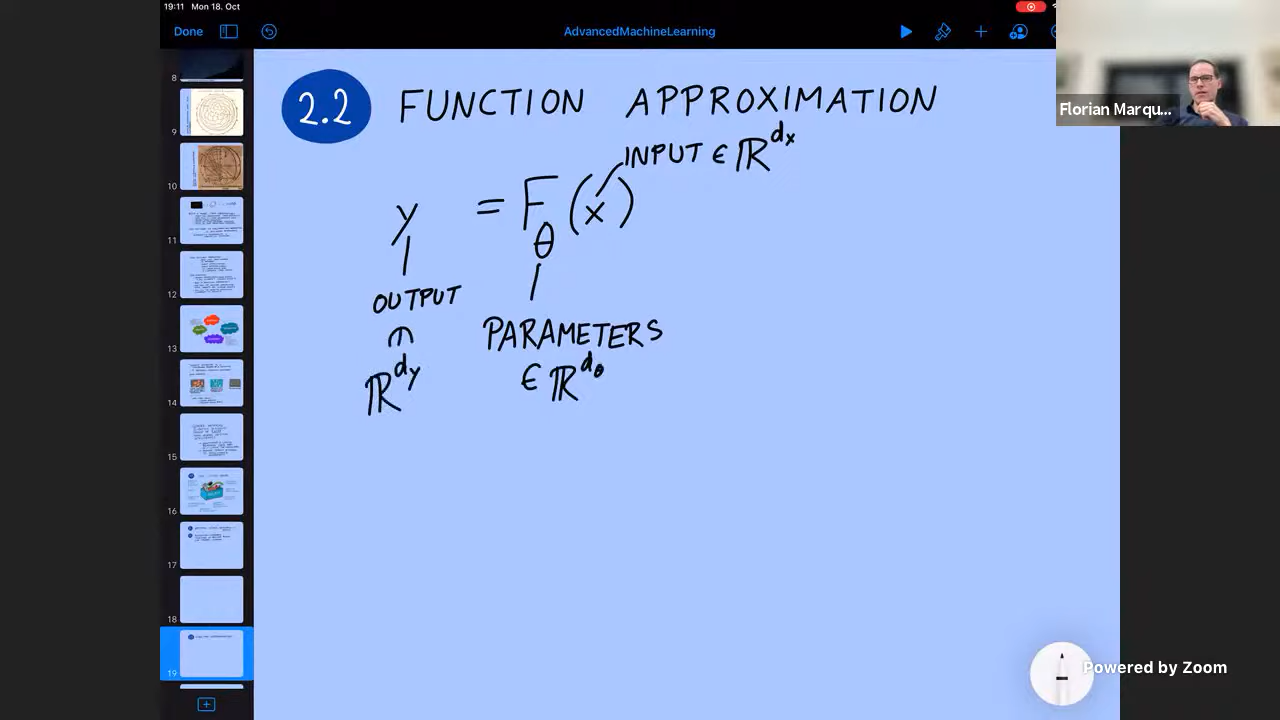 19:11 Mon 18. Oct
Done
AdvancedMachineLearning
Florian Marqu...
2.2 FUNCTION APPROXIMATION
INPUT ∈ ℝ^dx
y = Fθ(x)
OUTPUT
∈
ℝ^dy
PARAMETERS
∈ ℝ^dθ
8
9
10
11
12
13
14
15
16
17
18
19
Powered by Zoom